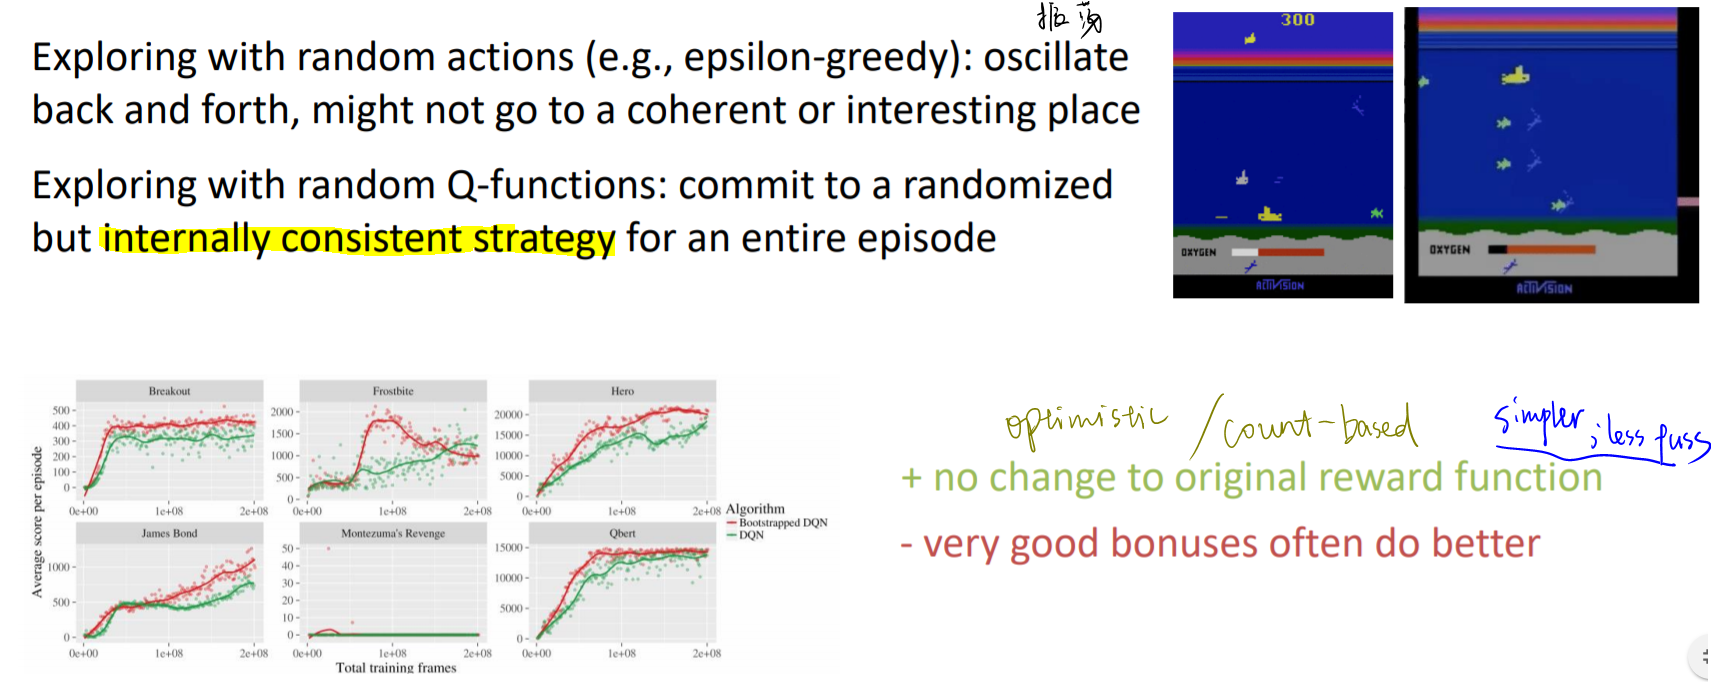 振荡
Exploring with random actions (e.g., epsilon-greedy): oscillate
back and forth, might not go to a coherent or interesting place
Exploring with random Q-functions: commit to a randomized
but internally consistent strategy for an entire episode
300
OXYGEN
ACTIVISION
OXYGEN
ACTIVISION
Average score per episode
Breakout
500
400
300
200
100
0
0e+00 1e+08 2e+08
Frostbite
2000
1500
1000
500
0
0e+00 1e+08 2e+08
Hero
20000
15000
10000
5000
0
0e+00 1e+08 2e+08
James Bond
1000
500
0
0e+00 1e+08 2e+08
Montezuma's Revenge
50
40
30
20
10
0
0e+00 1e+08 2e+08
Qbert
15000
10000
5000
0
0e+00 1e+08 2e+08
Total training frames
Algorithm
Bootstrapped DQN
DQN
optimistic / count-based
simpler ; less fuss
+ no change to original reward function
- very good bonuses often do better